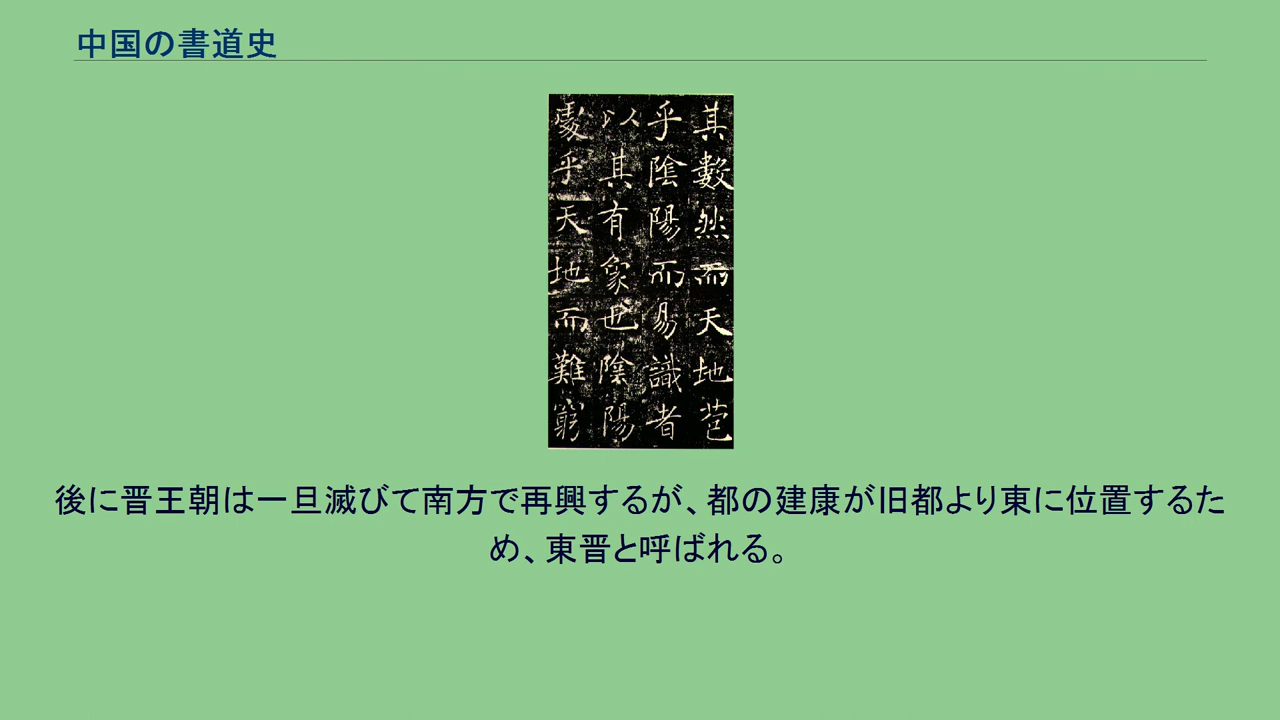 中国の書道史
其數然而天地苞
乎陰陽而易識者
以其有象也陰陽
處乎天地而難窮
後に晋王朝は一旦滅びて南方で再興するが、都の建康が旧都より東に位置するた
め、東晋と呼ばれる。